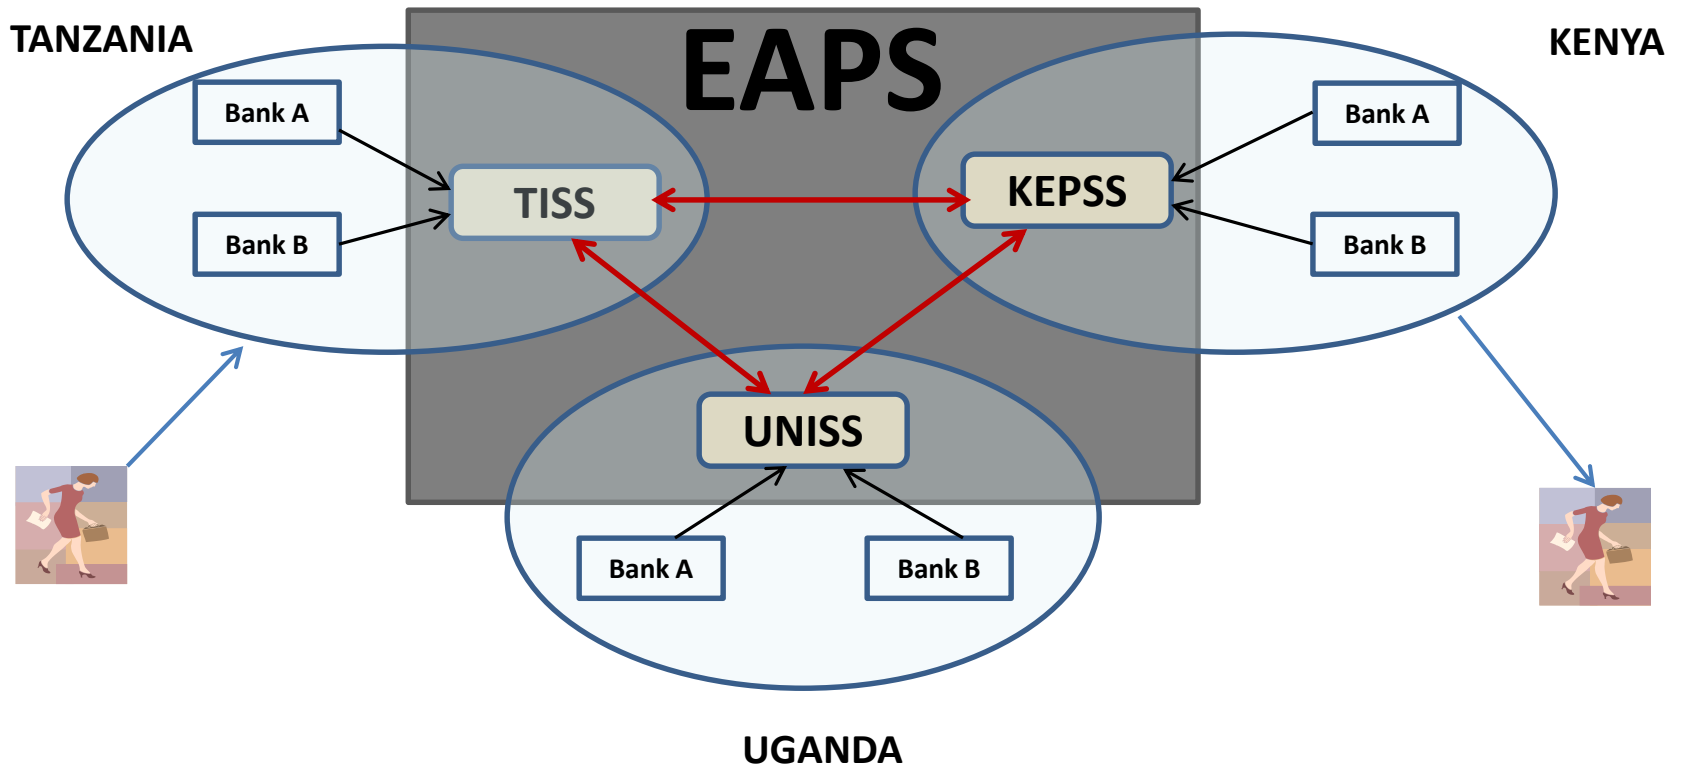 TANZANIA
EAPS
KENYA
Bank A
Bank B
TISS
KEPSS
Bank A
Bank B
UNISS
Bank A
Bank B
UGANDA